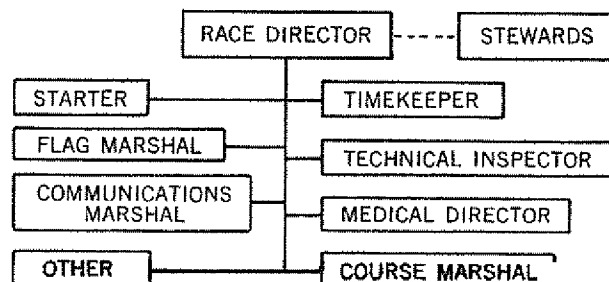 RACE DIRECTOR
STEWARDS
STARTER
TIMEKEEPER
FLAG MARSHAL
TECHNICAL INSPECTOR
COMMUNICATIONS
MARSHAL
MEDICAL DIRECTOR
OTHER
COURSE MARSHAL